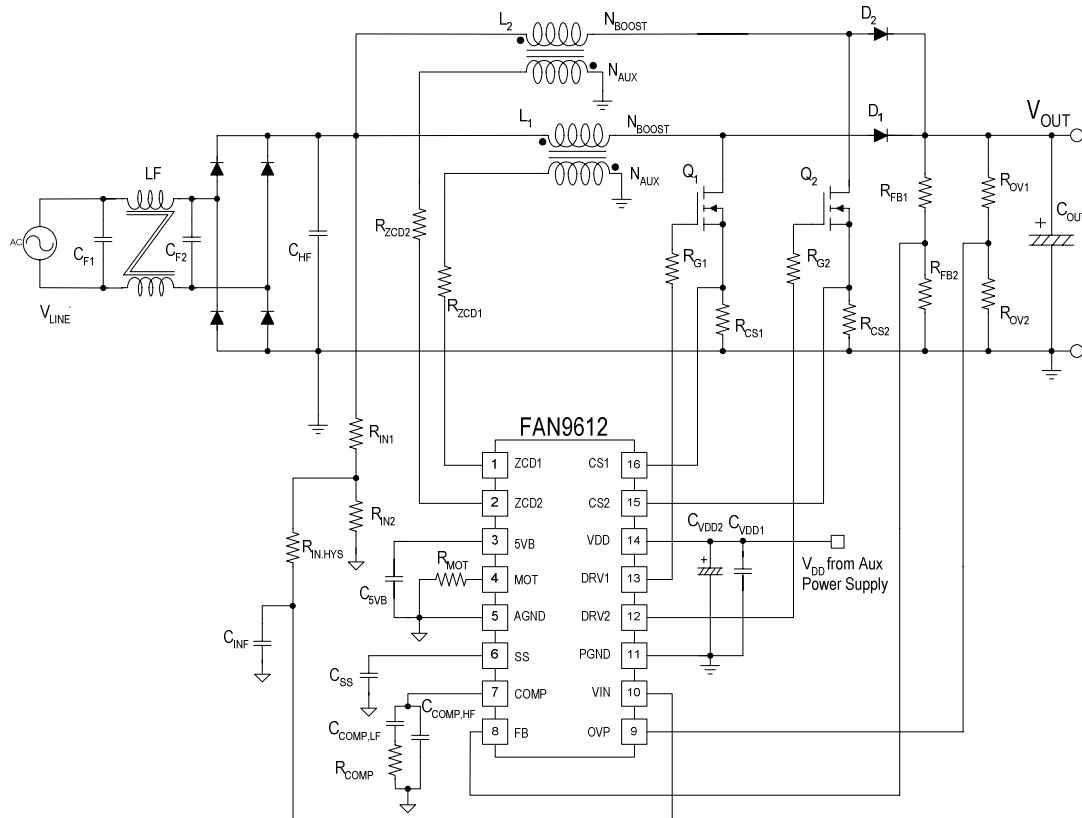 D2
L2
NBOOST
NAUX
L1
NBOOST
D1
VOUT
NAUX
Q1
Q2
LF
RFB1
ROV1
COUT
+
AC
CF1
CF2
CHF
RZCD2
RG1
RG2
RFB2
VLINE
RZCD1
RCS1
RCS2
ROV2
FAN9612
RIN1
1 ZCD1 CS1 16
2 ZCD2 CS2 15
RIN2
RIN.HYS
3 5VB VDD 14
CVDD2
CVDD1
+
VDD from Aux
Power Supply
RMOT
4 MOT DRV1 13
C5VB
5 AGND DRV2 12
CINF
6 SS PGND 11
CSS
7 COMP VIN 10
CCOMP,HF
CCOMP,LF
8 FB OVP 9
RCOMP